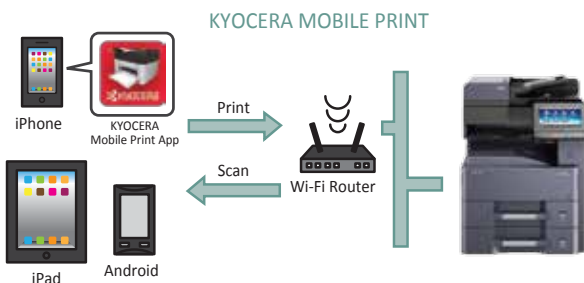 KYOCERA MOBILE PRINT
KYOCERA
iPhone
KYOCERA
Mobile Print App
Print
Scan
Wi-Fi Router
iPad
Android